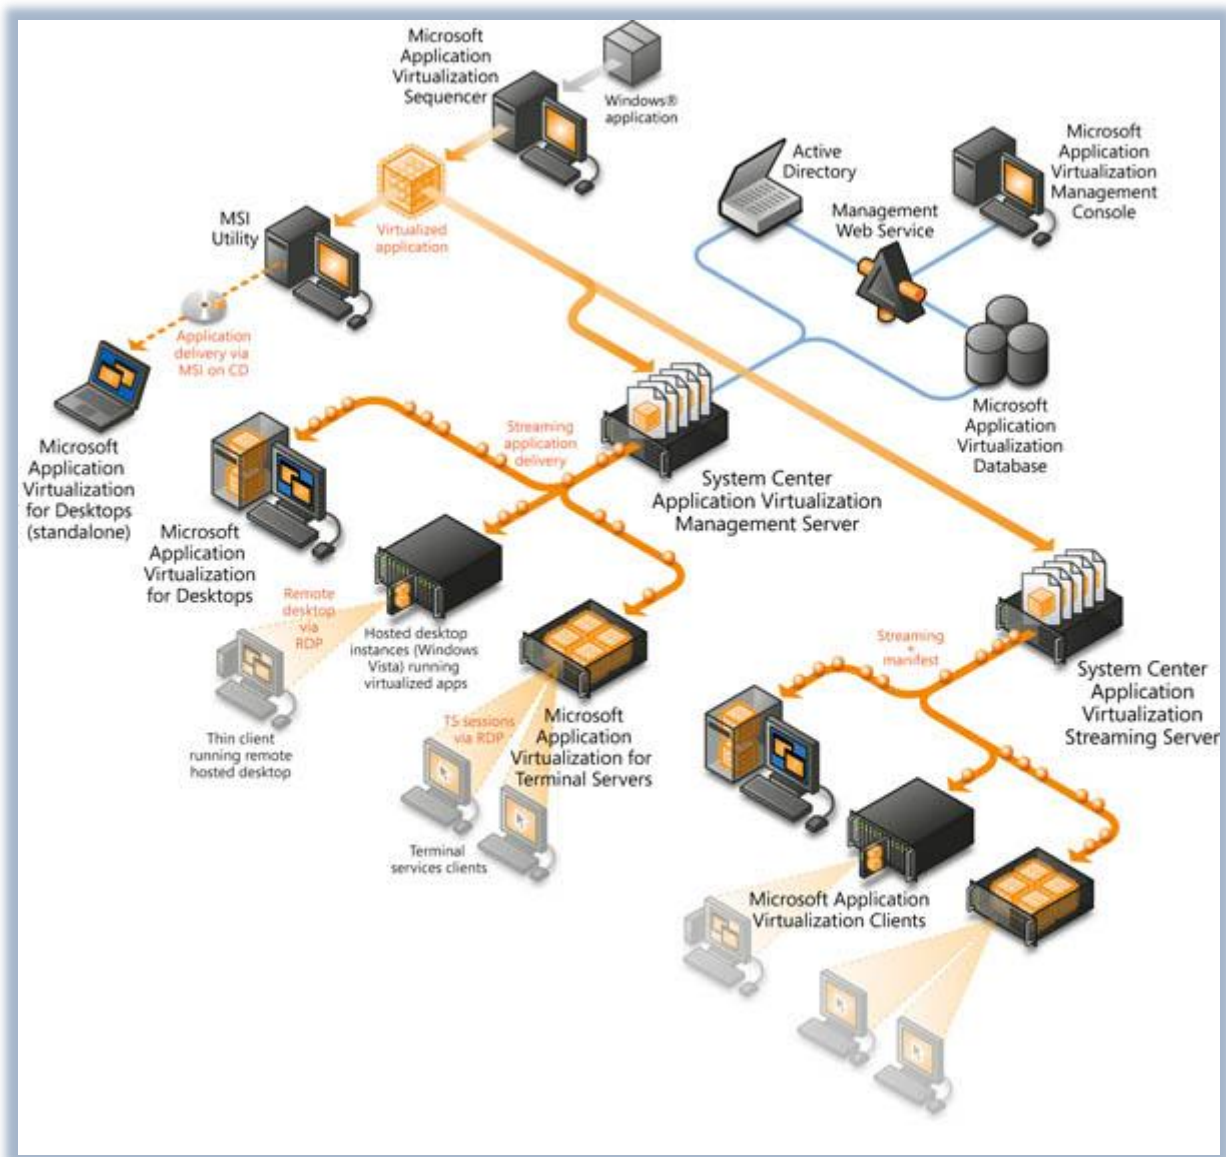 Microsoft
Application
Virtualization
Sequencer
Windows®
application
Active
Directory
Microsoft
Application
Virtualization
Management
Console
Management
Web Service
MSI
Utility
Virtualized
application
Application
delivery via
MSI on CD
Microsoft
Application
Virtualization
for Desktops
(standalone)
Streaming
application
delivery
Microsoft
Application
Virtualization
Database
System Center
Application Virtualization
Management Server
Microsoft
Application
Virtualization
for Desktops
Remote
desktop
via
RDP
Hosted desktop
instances (Windows
Vista) running
virtualized apps
Thin client
running remote
hosted desktop
TS sessions
via RDP
Microsoft
Application
Virtualization for
Terminal Servers
Terminal
services clients
Streaming
+
manifest
System Center
Application
Virtualization
Streaming Server
Microsoft Application
Virtualization Clients